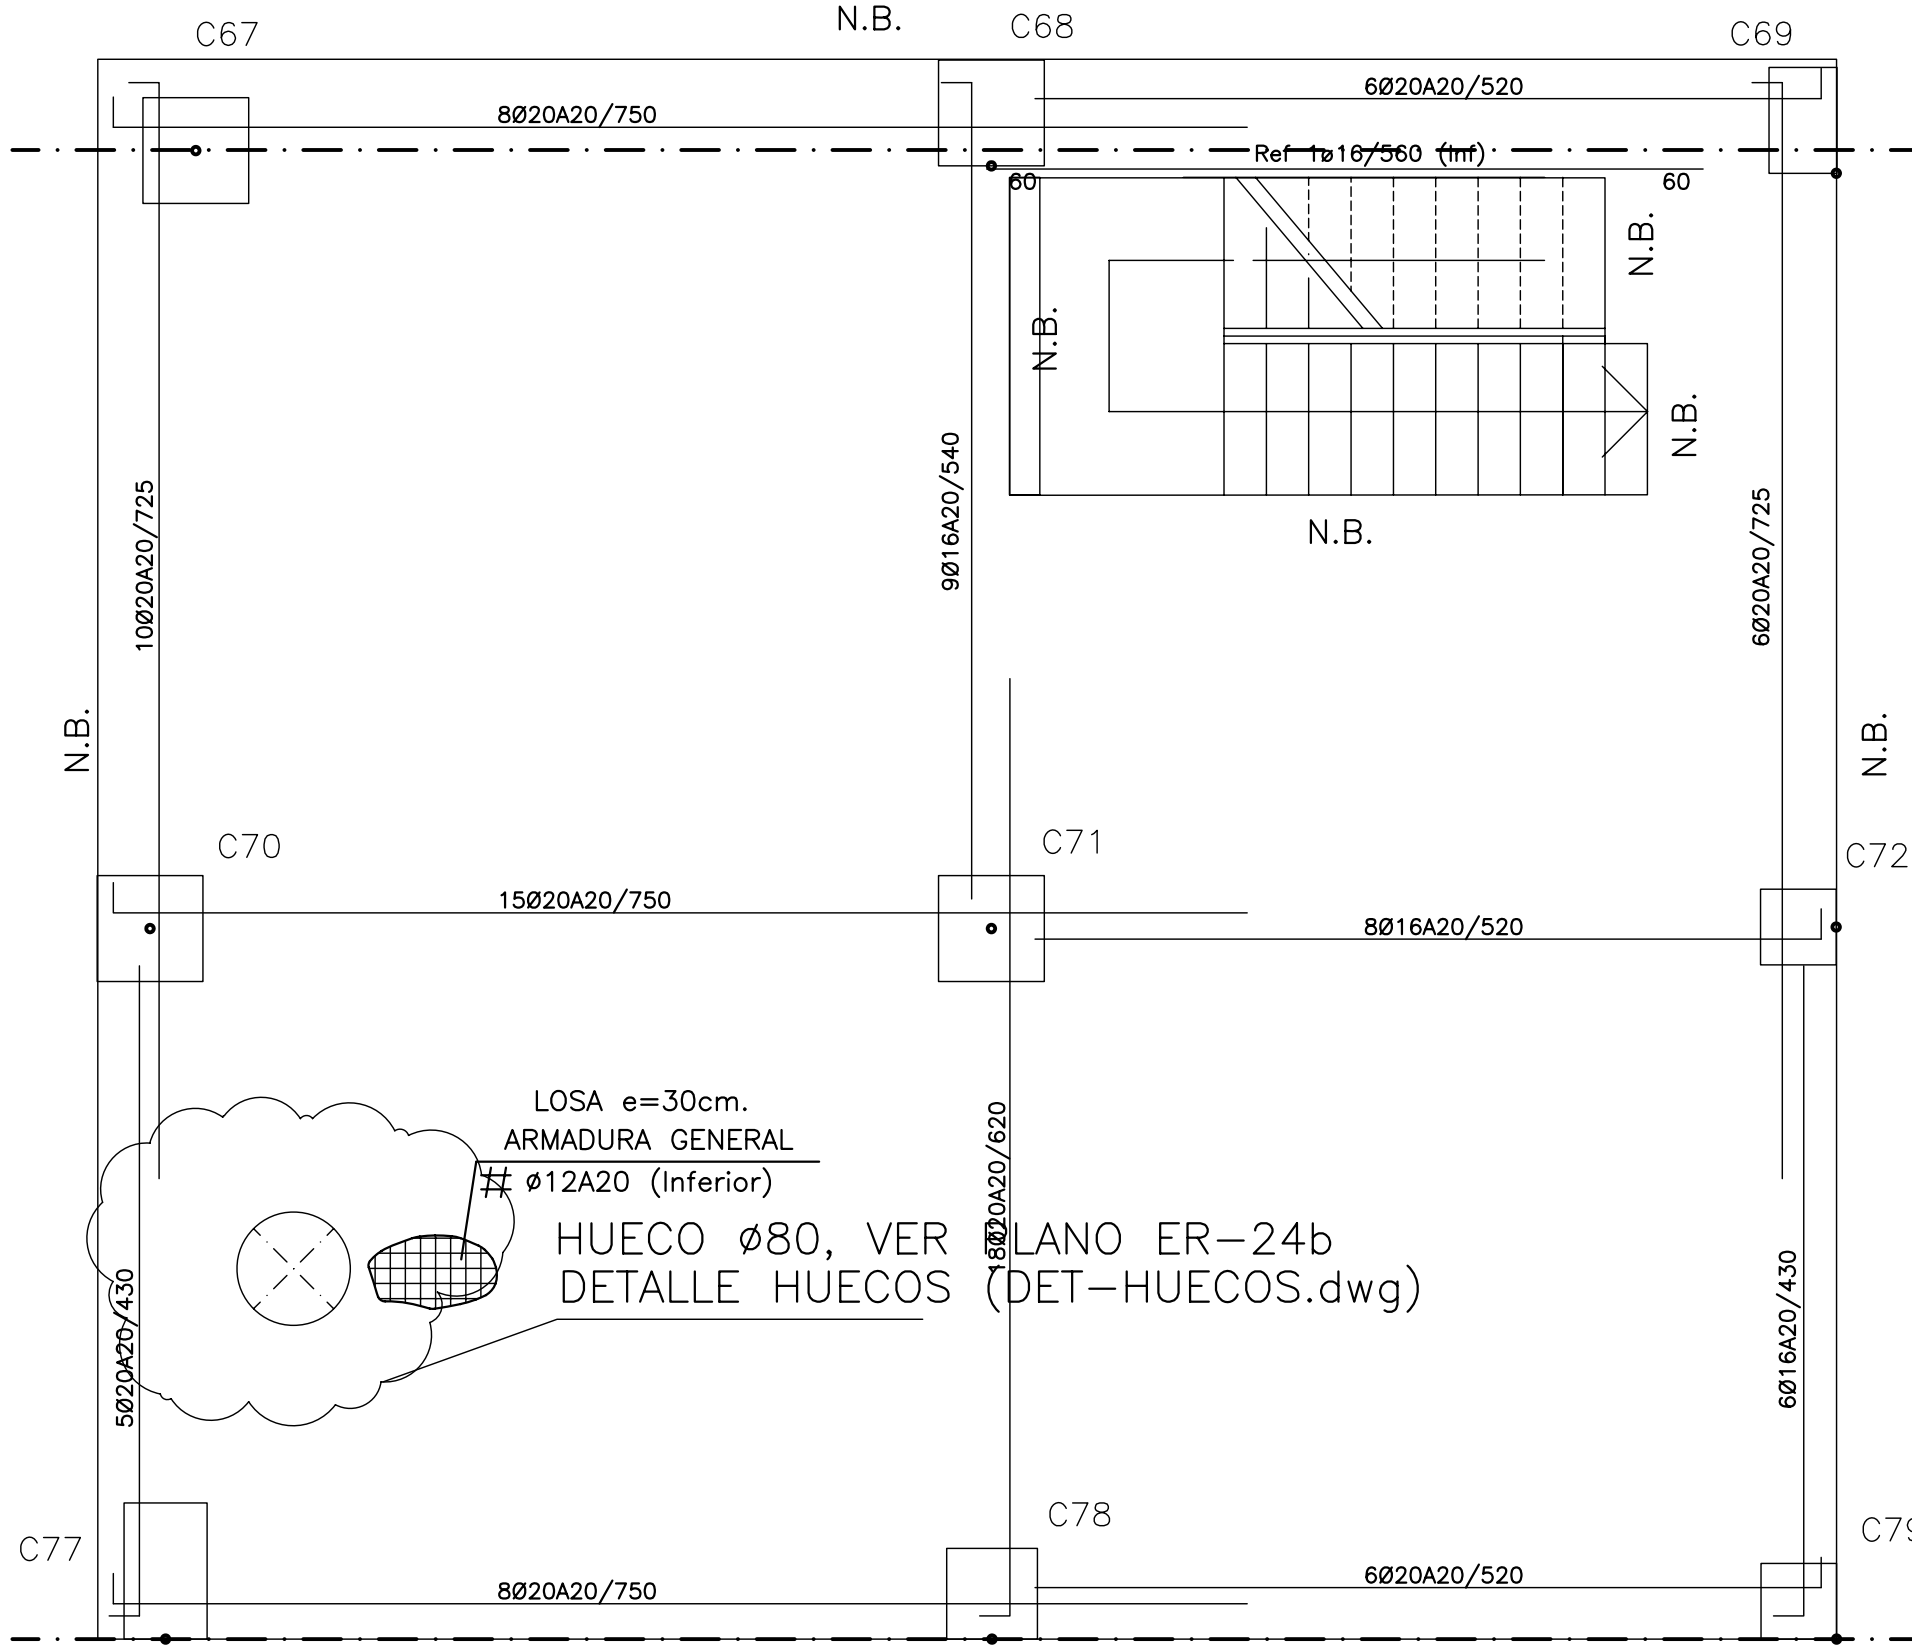 N.B.
C67
C68
C69
8Ø20A20/750
6Ø20A20/520
Ref 1ø16/560 (Inf)
60
60
N.B.
N.B.
N.B.
N.B.
10Ø20A20/725
9Ø16A20/540
6Ø20A20/725
N.B.
N.B.
C70
C71
C72
15Ø20A20/750
8Ø16A20/520
LOSA e=30cm.
ARMADURA GENERAL
# ø12A20 (Inferior)
18Ø20A20/620
HUECO ø80, VER PLANO ER-24b
DETALLE HUECOS (DET-HUECOS.dwg)
5Ø20A20/430
6Ø16A20/430
C77
C78
C79
8Ø20A20/750
6Ø20A20/520